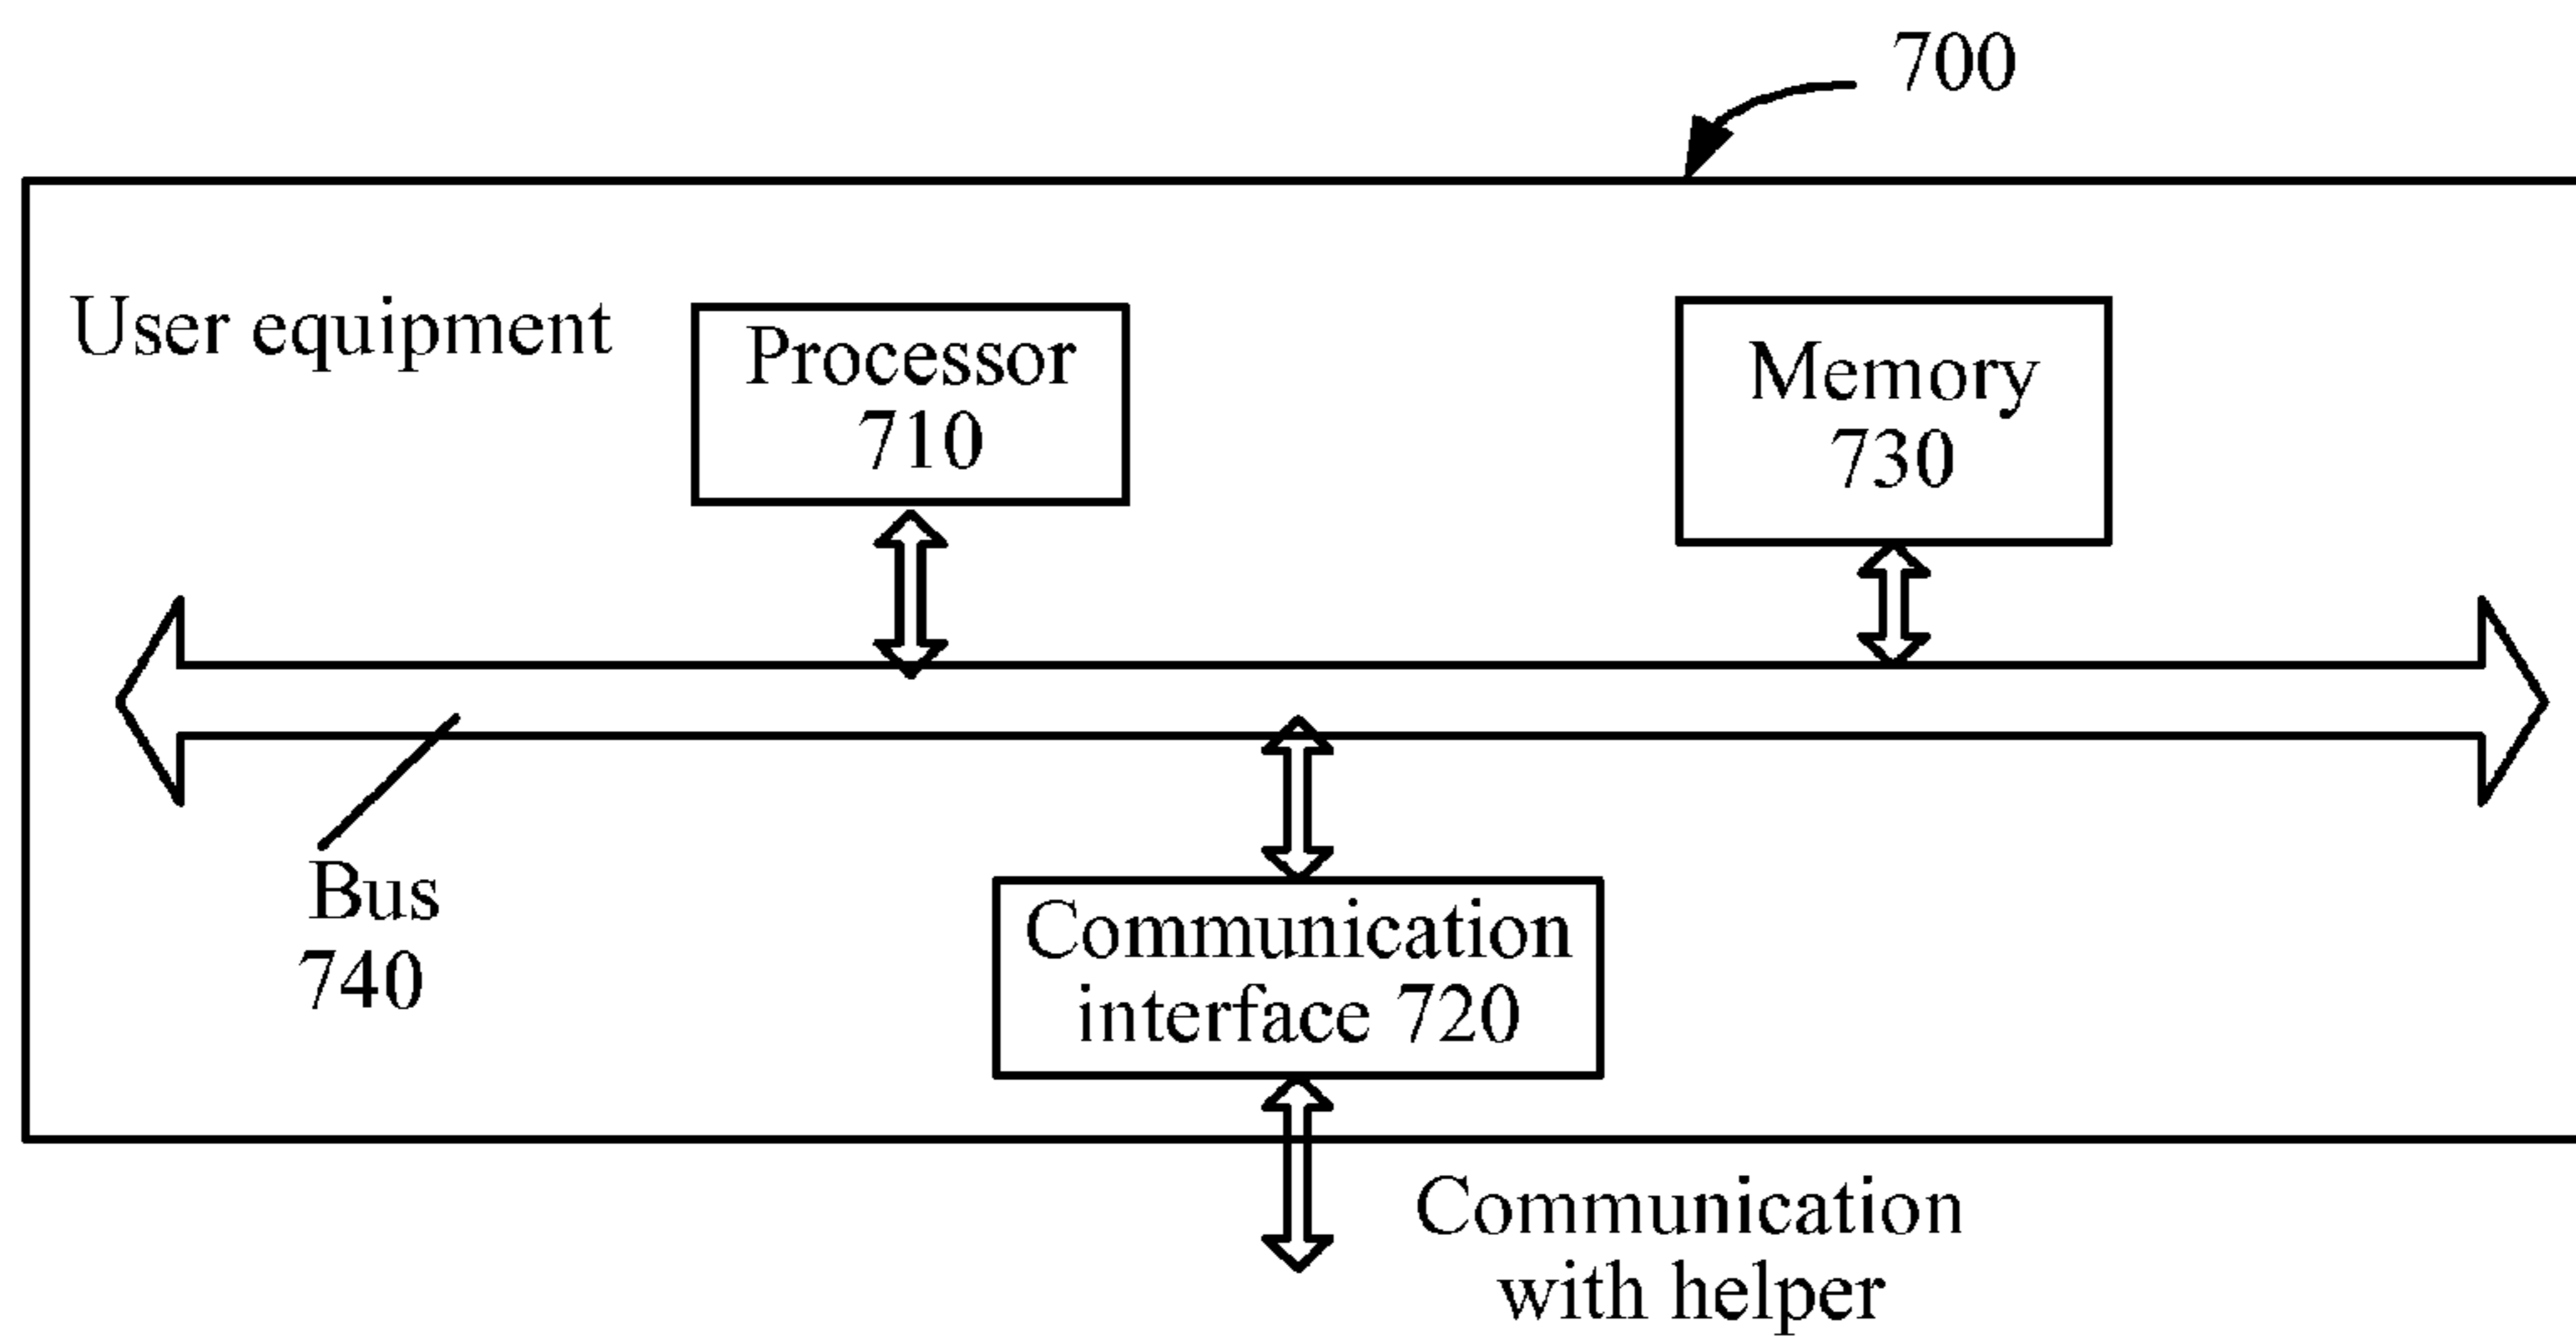 700
User equipment
Processor
710
Memory
730
Bus
740
Communication
interface 720
Communication
with helper